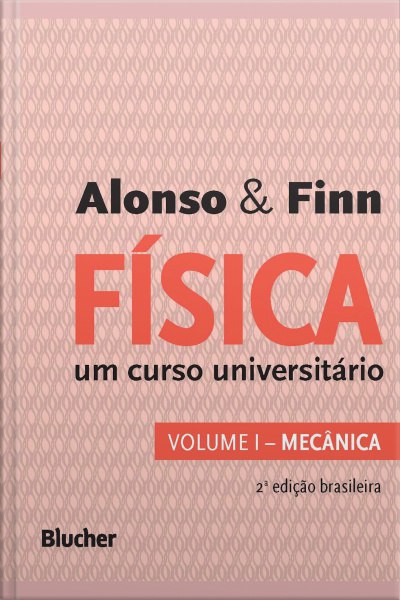 Alonso & Finn
FÍSICA
um curso universitário
VOLUME I – MECÂNICA
2ª edição brasileira
Blucher